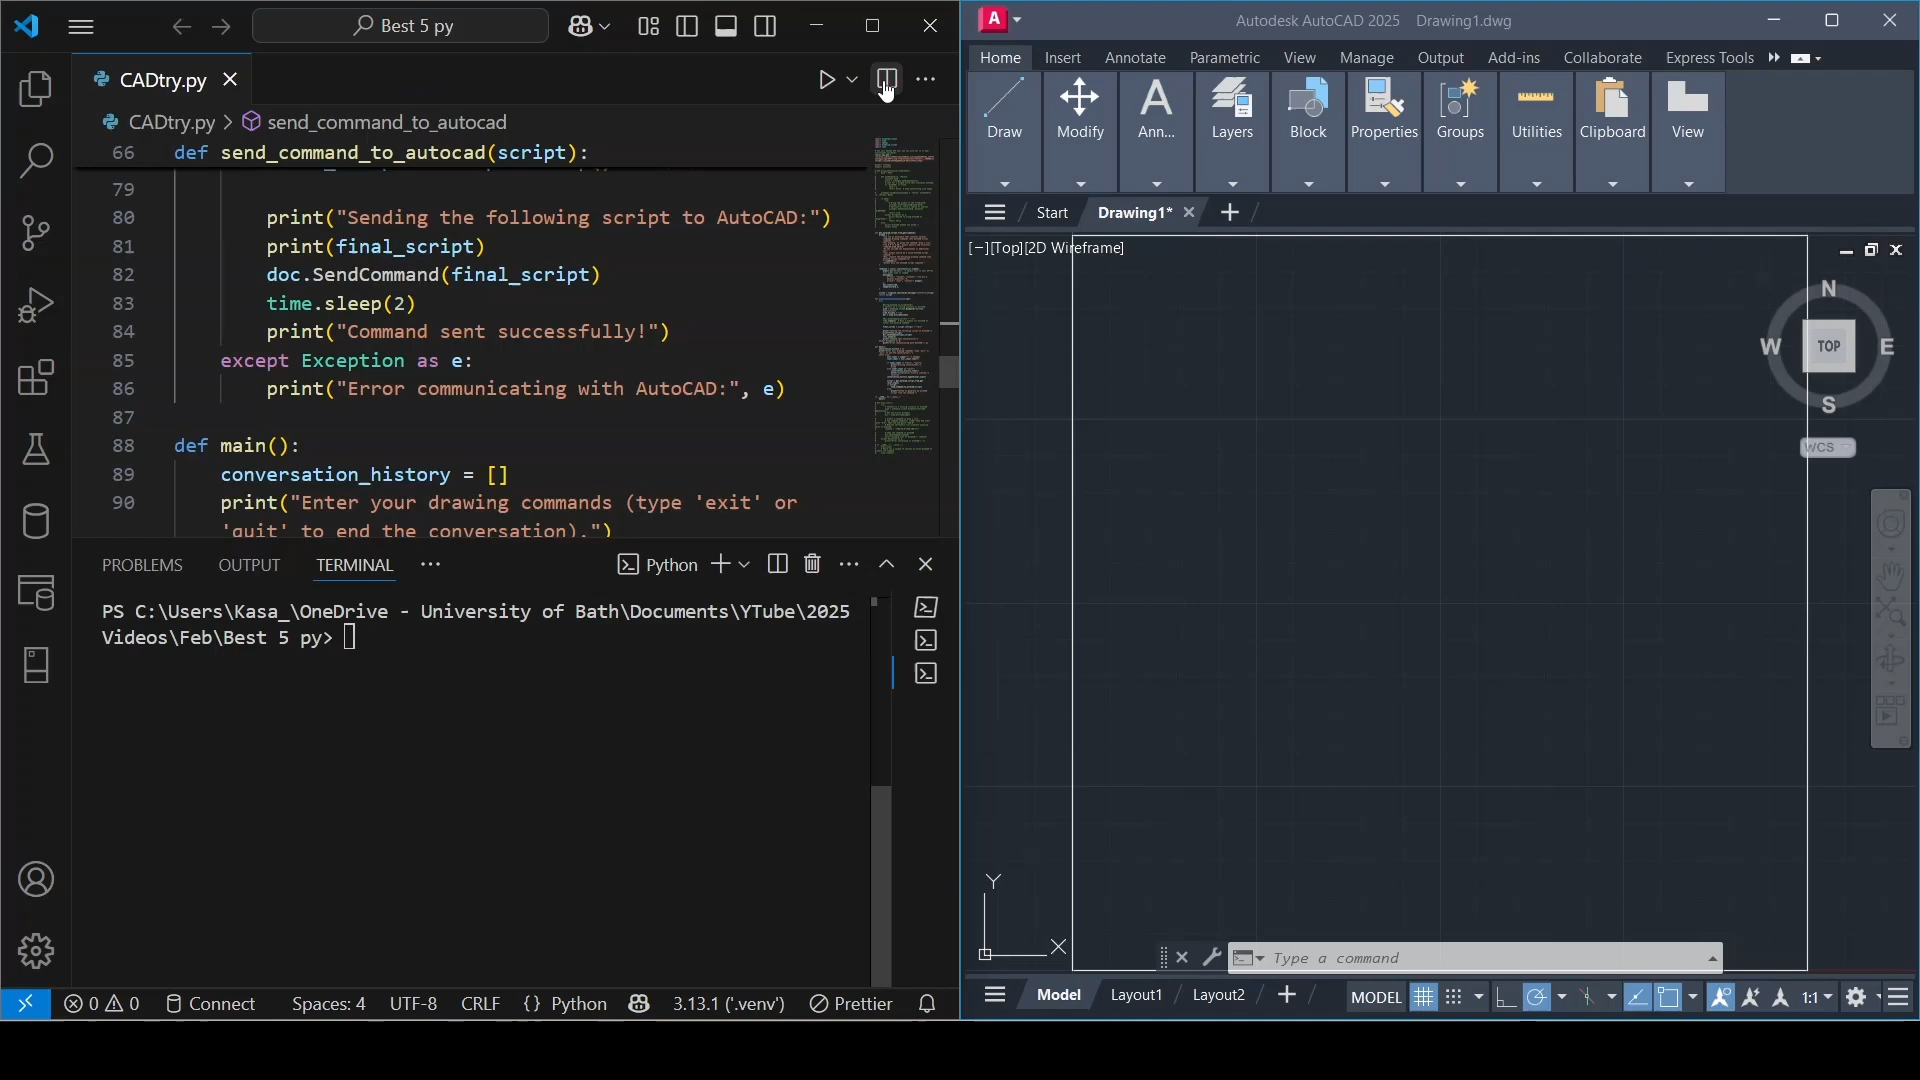 Best 5 py
CADtry.py
CADtry.py > send_command_to_autocad
66 def send_command_to_autocad(script):
79
80 print("Sending the following script to AutoCAD:")
81 print(final_script)
82 doc.SendCommand(final_script)
83 time.sleep(2)
84 print("Command sent successfully!")
85 except Exception as e:
86 print("Error communicating with AutoCAD:", e)
87
88 def main():
89 conversation_history = []
90 print("Enter your drawing commands (type 'exit' or
'quit' to end the conversation).")
PROBLEMS OUTPUT TERMINAL Python
PS C:\Users\Kasa_\OneDrive - University of Bath\Documents\YTube\2025
Videos\Feb\Best 5 py>
0 0 Connect Spaces: 4 UTF-8 CRLF {} Python 3.13.1 ('.venv') Prettier
A Autodesk AutoCAD 2025 Drawing1.dwg
Home Insert Annotate Parametric View Manage Output Add-ins Collaborate Express Tools
Draw Modify Ann... Layers Block Properties Groups Utilities Clipboard View
Start Drawing1*
[−][Top][2D Wireframe]
N
W TOP E
S
WCS
Y
X
Type a command
Model Layout1 Layout2 MODEL 1:1